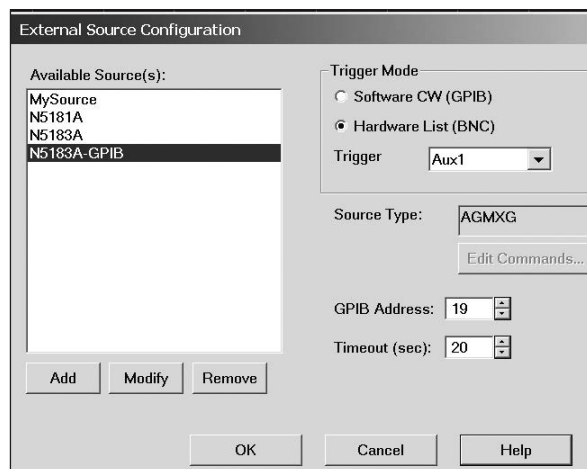 External Source Configuration
Available Source(s):
MySource
N5181A
N5183A
N5183A-GPIB
Add Modify Remove
Trigger Mode
Software CW (GPIB)
Hardware List (BNC)
Trigger Aux1
Source Type: AGMXG
Edit Commands...
GPIB Address: 19
Timeout (sec): 20
OK Cancel Help